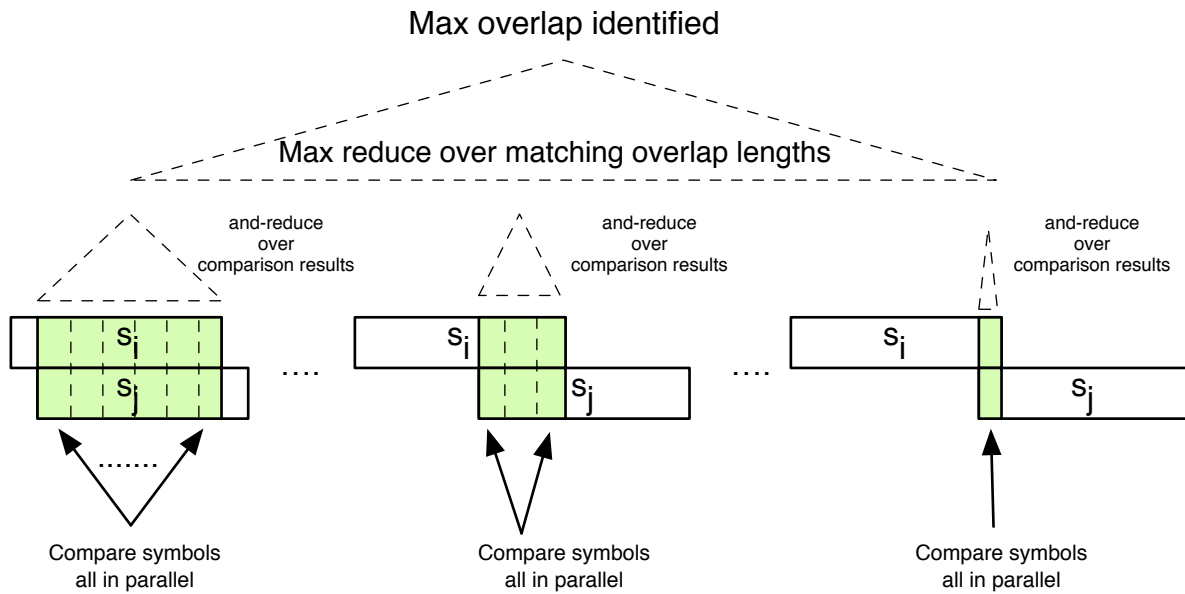 Max overlap identified
Max reduce over matching overlap lengths
and-reduce
over
comparison results
and-reduce
over
comparison results
and-reduce
over
comparison results
si
sj
....
si
sj
....
si
sj
.......
Compare symbols
all in parallel
Compare symbols
all in parallel
Compare symbols
all in parallel